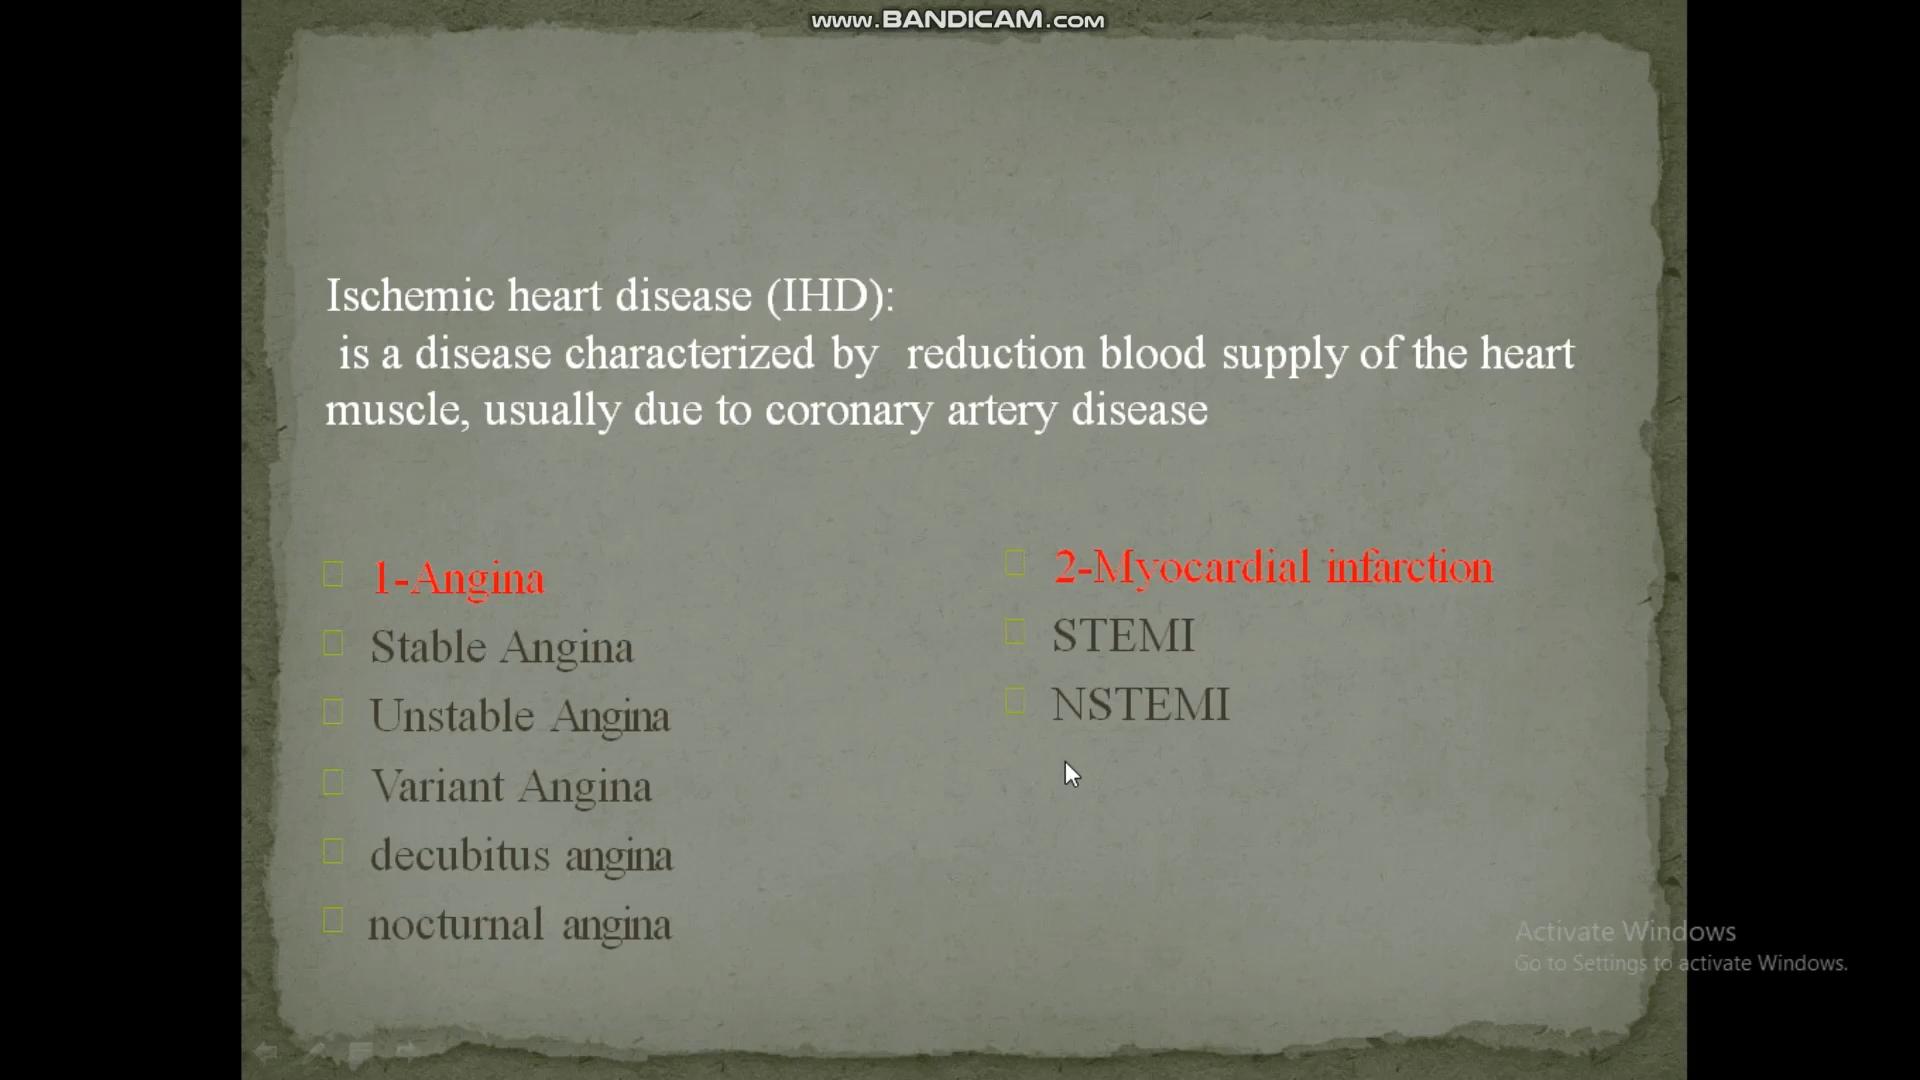 www.BANDICAM.com
Ischemic heart disease (IHD):
is a disease characterized by reduction blood supply of the heart
muscle, usually due to coronary artery disease
1-Angina
Stable Angina
Unstable Angina
Variant Angina
decubitus angina
nocturnal angina
2-Myocardial infarction
STEMI
NSTEMI
Activate Windows
Go to Settings to activate Windows.